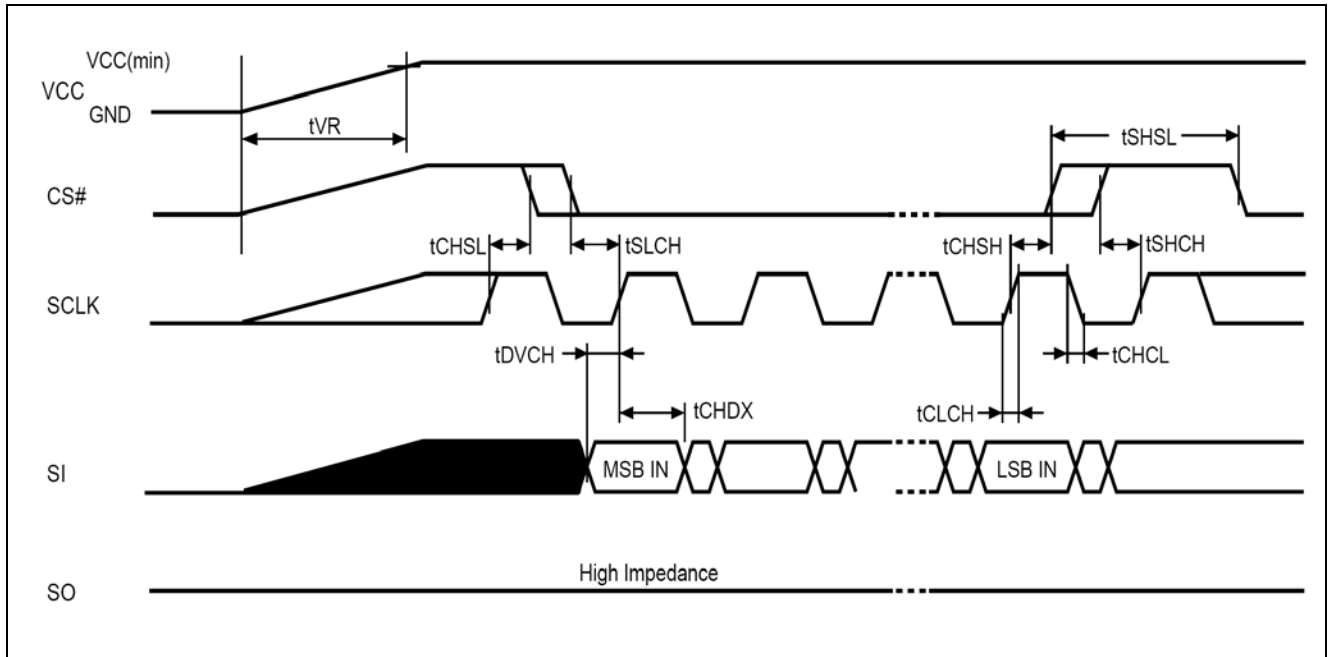 VCC(min)
VCC
GND
tVR
tSHSL
CS#
tCHSL
tSLCH
tCHSH
tSHCH
SCLK
tDVCH
tCHCL
tCHDX
tCLCH
SI
MSB IN
LSB IN
High Impedance
SO